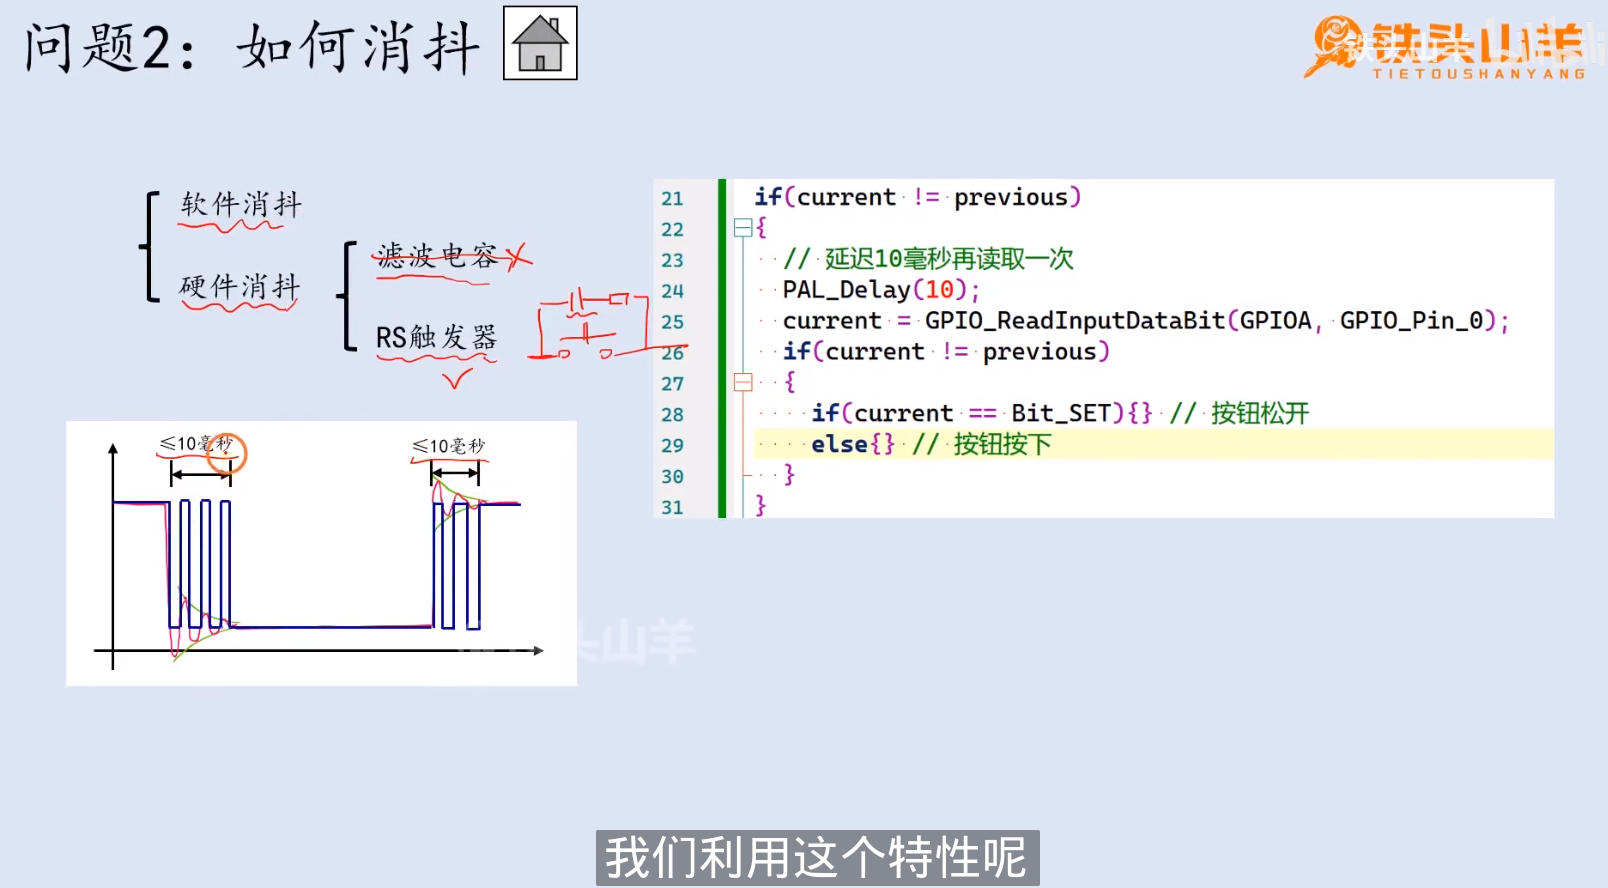 问题2：如何消抖
铁头山羊
TIETOUSHANYANG
软件消抖
硬件消抖
滤波电容
RS触发器
≤10毫秒
≤10毫秒
21 if(current != previous)
22 {
23 // 延迟10毫秒再读取一次
24 PAL_Delay(10);
25 current = GPIO_ReadInputDataBit(GPIOA, GPIO_Pin_0);
26 if(current != previous)
27 {
28 if(current == Bit_SET){} // 按钮松开
29 else{} // 按钮按下
30 }
31 }
头山羊
我们利用这个特性呢